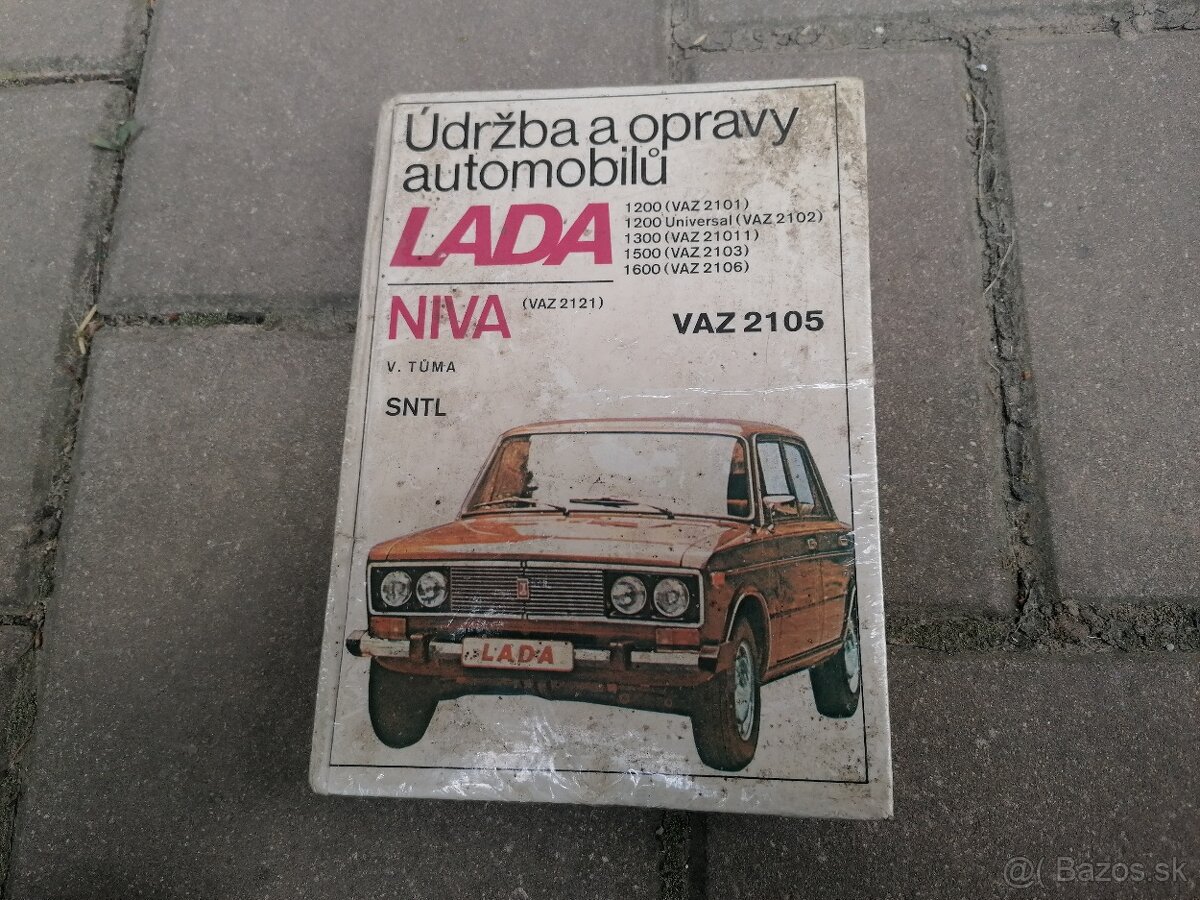 Údržba a opravy
automobilů
LADA
1200 (VAZ 2101)
1200 Universal (VAZ 2102)
1300 (VAZ 21011)
1500 (VAZ 2103)
1600 (VAZ 2106)
NIVA (VAZ 2121)
VAZ 2105
V. TŮMA
SNTL
LADA
@( Bazos.sk